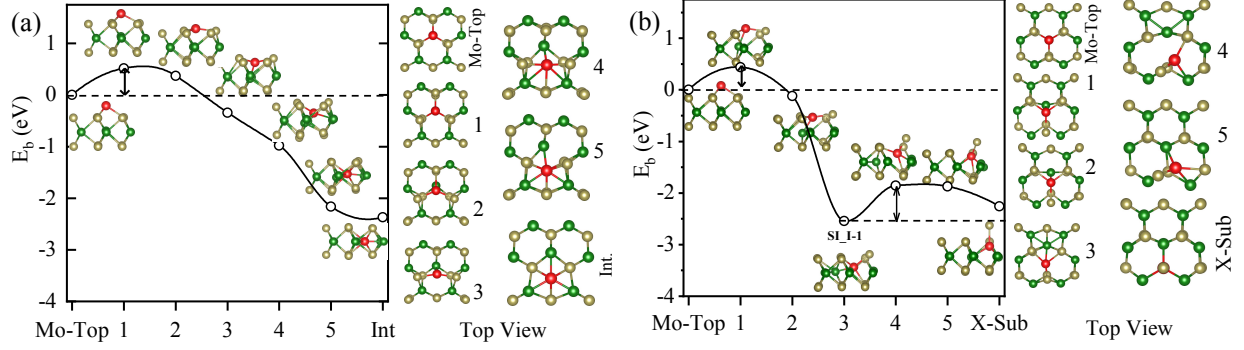 (a)
E_b (eV)
1
0
-1
-2
-3
-4
Mo-Top 1 2 3 4 5 Int
Mo-Top
1
2
3
4
5
Int.
Top View
(b)
E_b (eV)
1
0
-1
-2
-3
-4
SI_I-1
Mo-Top 1 2 3 4 5 X-Sub
Mo-Top
1
2
3
4
5
X-Sub
Top View